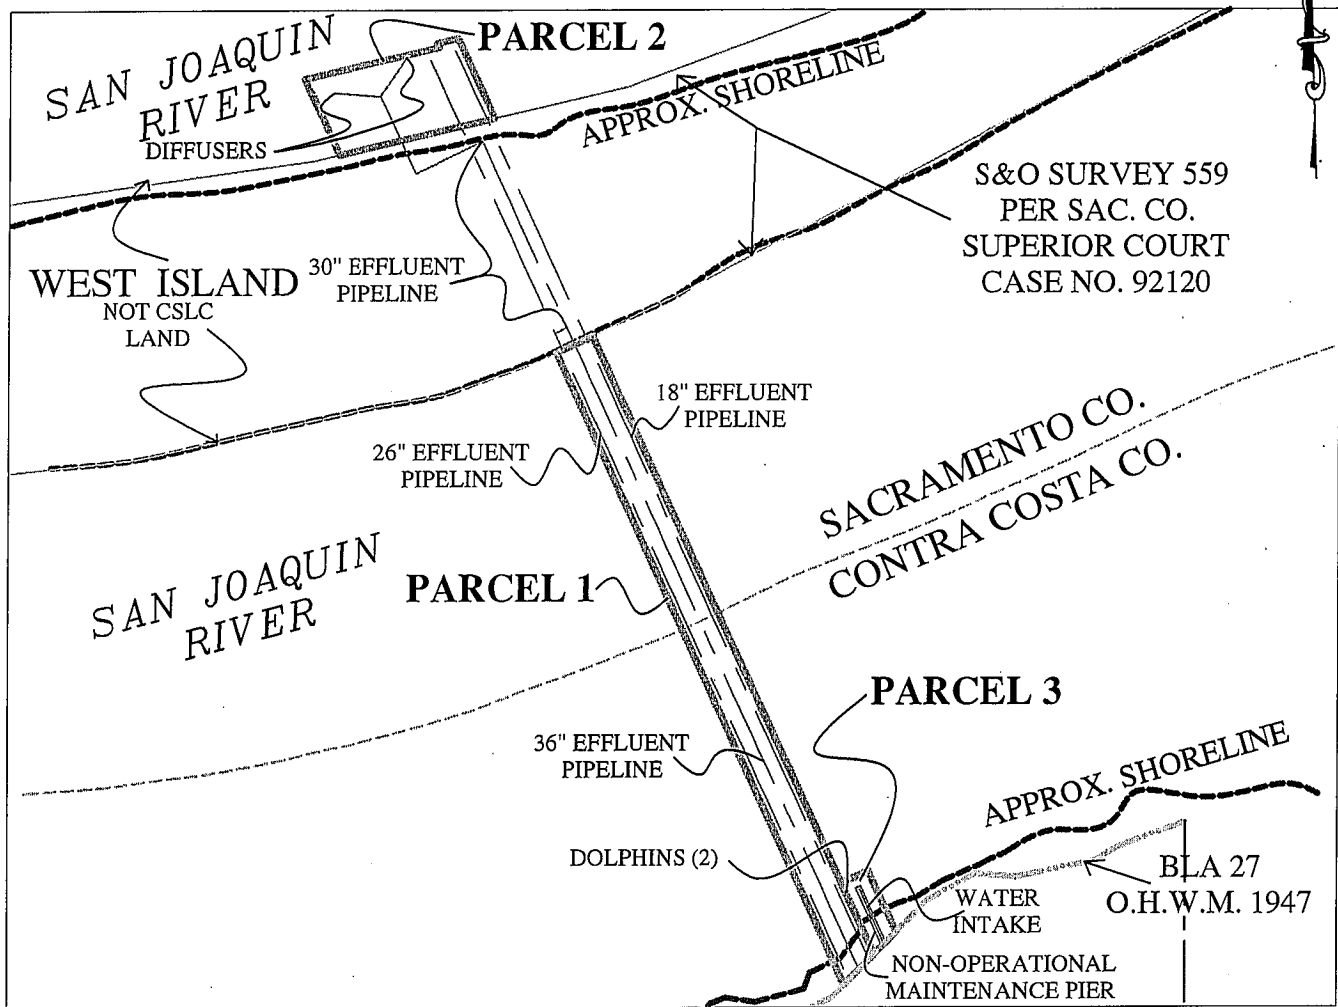 SAN JOAQUIN
RIVER
PARCEL 2
DIFFUSERS
APPROX. SHORELINE
S&O SURVEY 559
PER SAC. CO.
SUPERIOR COURT
CASE NO. 92120
WEST ISLAND
NOT CSLC
LAND
30" EFFLUENT
PIPELINE
18" EFFLUENT
PIPELINE
26" EFFLUENT
PIPELINE
SACRAMENTO CO.
CONTRA COSTA CO.
SAN JOAQUIN
RIVER
PARCEL 1
PARCEL 3
36" EFFLUENT
PIPELINE
APPROX. SHORELINE
DOLPHINS (2)
BLA 27
O.H.W.M. 1947
WATER
INTAKE
NON-OPERATIONAL
MAINTENANCE PIER